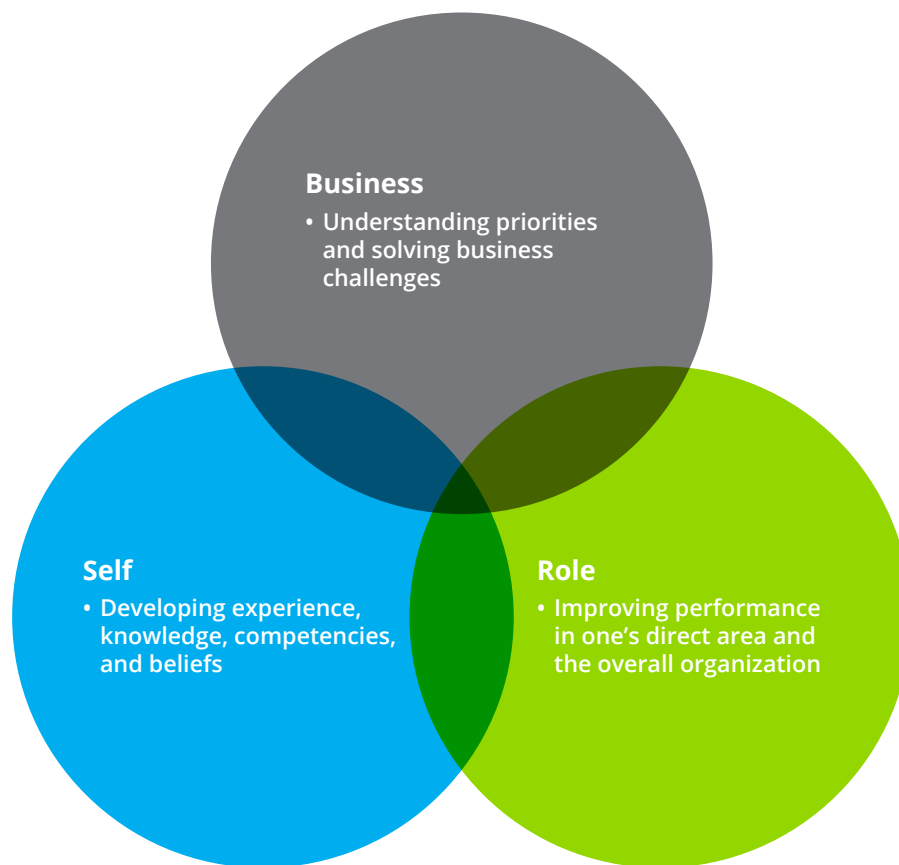 Business
• Understanding priorities
and solving business
challenges
Self
• Developing experience,
knowledge, competencies,
and beliefs
Role
• Improving performance
in one’s direct area and
the overall organization